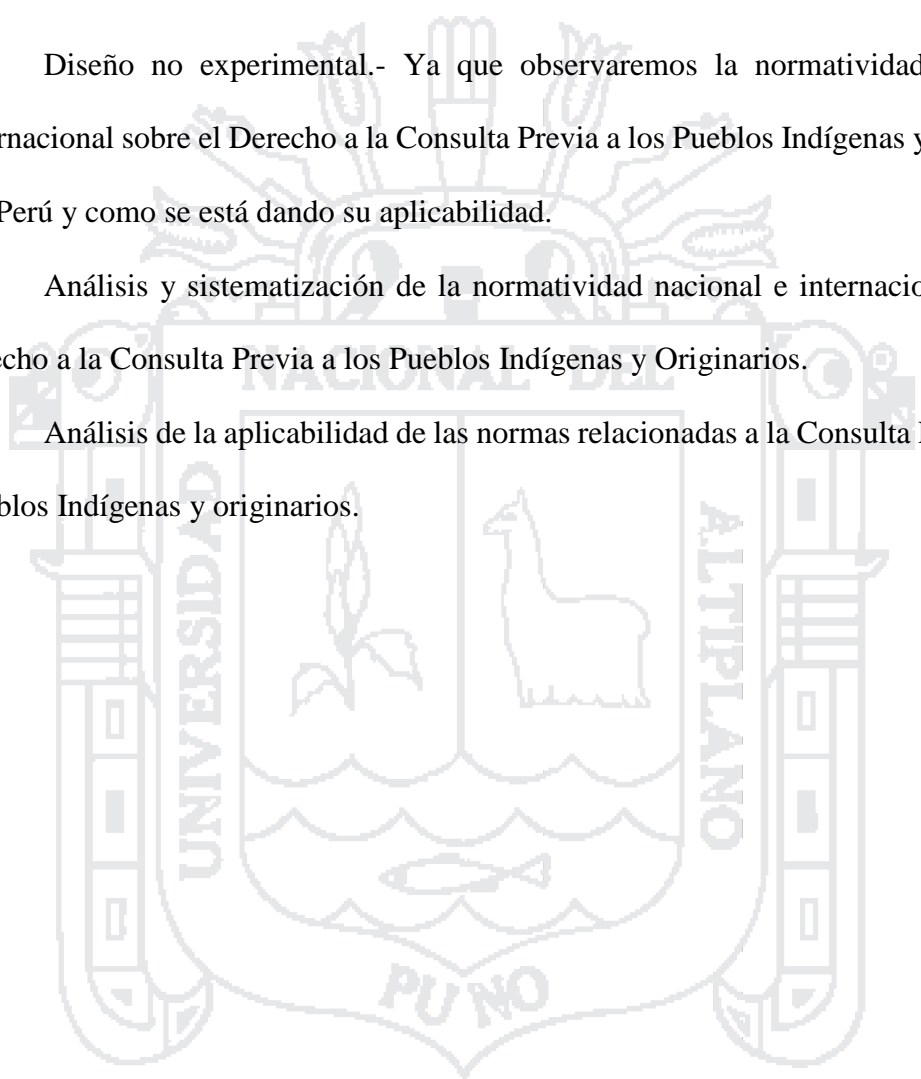 Diseño no experimental.- Ya que observaremos la normatividad
rnacional sobre el Derecho a la Consulta Previa a los Pueblos Indígenas y
Perú y como se está dando su aplicabilidad.
Análisis y sistematización de la normatividad nacional e internacio
echo a la Consulta Previa a los Pueblos Indígenas y Originarios.
NACIONAL DEL
Análisis de la aplicabilidad de las normas relacionadas a la Consulta
blos Indígenas y originarios.
UNIVERSIDAD
ALTIPLANO
PUNO